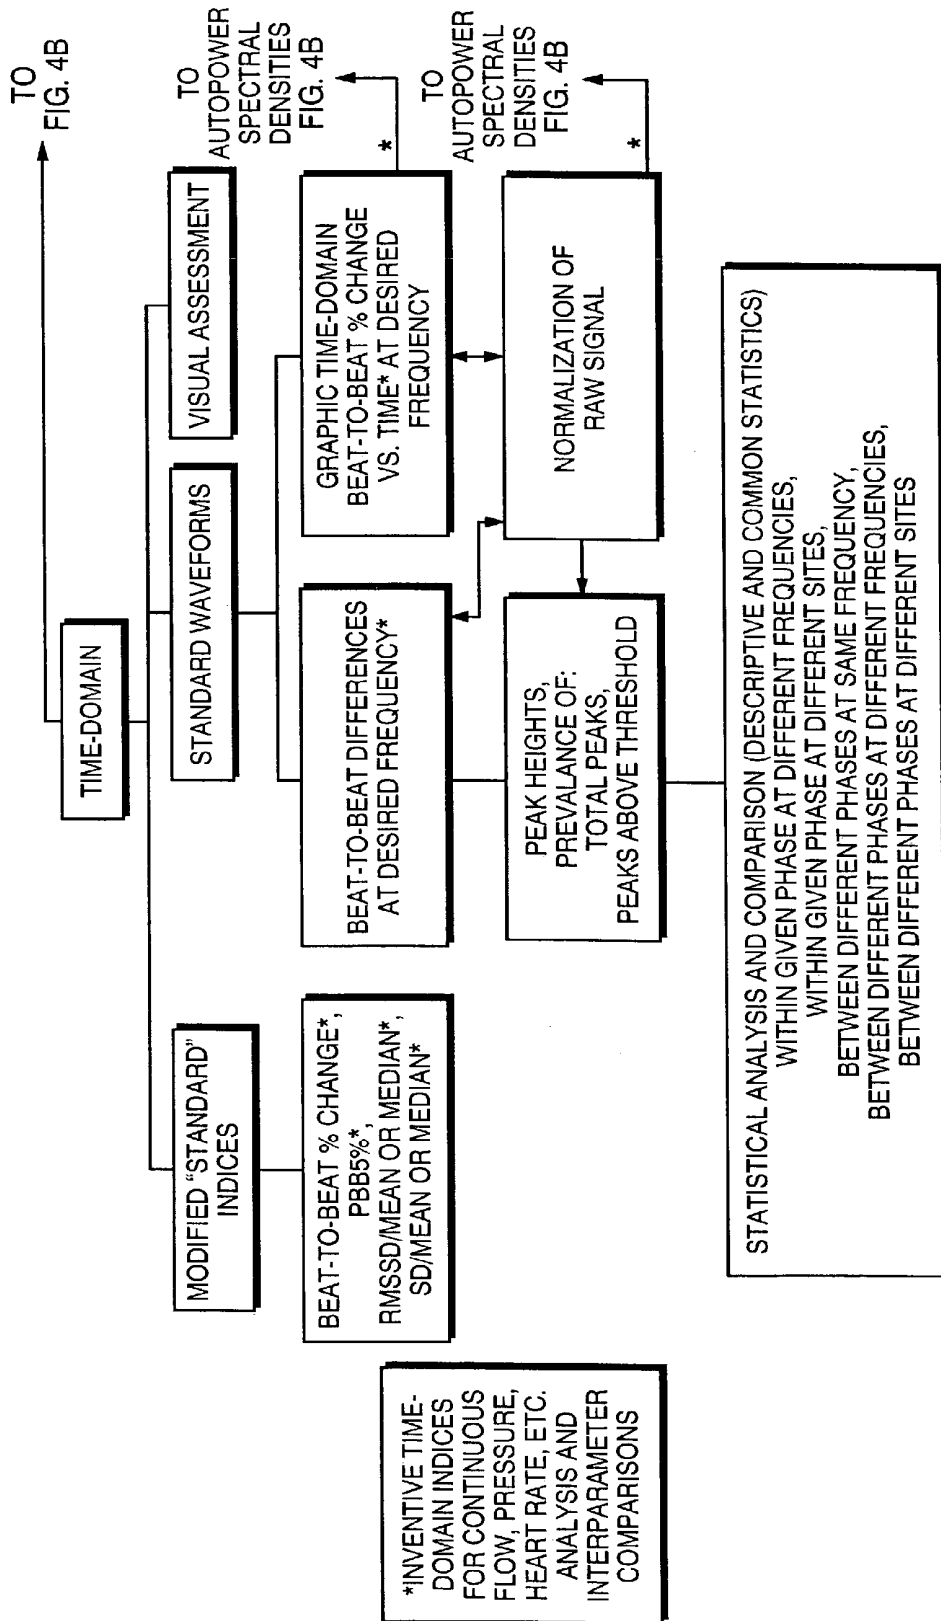 TO
FIG. 4B
TIME-DOMAIN
MODIFIED "STANDARD"
INDICES
STANDARD WAVEFORMS
VISUAL ASSESSMENT
TO
AUTOPOWER
SPECTRAL
DENSITIES
FIG. 4B
*
BEAT-TO-BEAT % CHANGE*,
PBB5%*,
RMSSD/MEAN OR MEDIAN*,
SD/MEAN OR MEDIAN*
BEAT-TO-BEAT DIFFERENCES
AT DESIRED FREQUENCY*
GRAPHIC TIME-DOMAIN
BEAT-TO-BEAT % CHANGE
VS. TIME* AT DESIRED
FREQUENCY
TO
AUTOPOWER
SPECTRAL
DENSITIES
FIG. 4B
*
*INVENTIVE TIME-
DOMAIN INDICES
FOR CONTINUOUS
FLOW, PRESSURE,
HEART RATE, ETC.
ANALYSIS AND
INTERPARAMETER
COMPARISONS
PEAK HEIGHTS,
PREVALANCE OF:
TOTAL PEAKS,
PEAKS ABOVE THRESHOLD
NORMALIZATION OF
RAW SIGNAL
STATISTICAL ANALYSIS AND COMPARISON (DESCRIPTIVE AND COMMON STATISTICS)
WITHIN GIVEN PHASE AT DIFFERENT FREQUENCIES,
WITHIN GIVEN PHASE AT DIFFERENT SITES,
BETWEEN DIFFERENT PHASES AT SAME FREQUENCY,
BETWEEN DIFFERENT PHASES AT DIFFERENT FREQUENCIES,
BETWEEN DIFFERENT PHASES AT DIFFERENT SITES